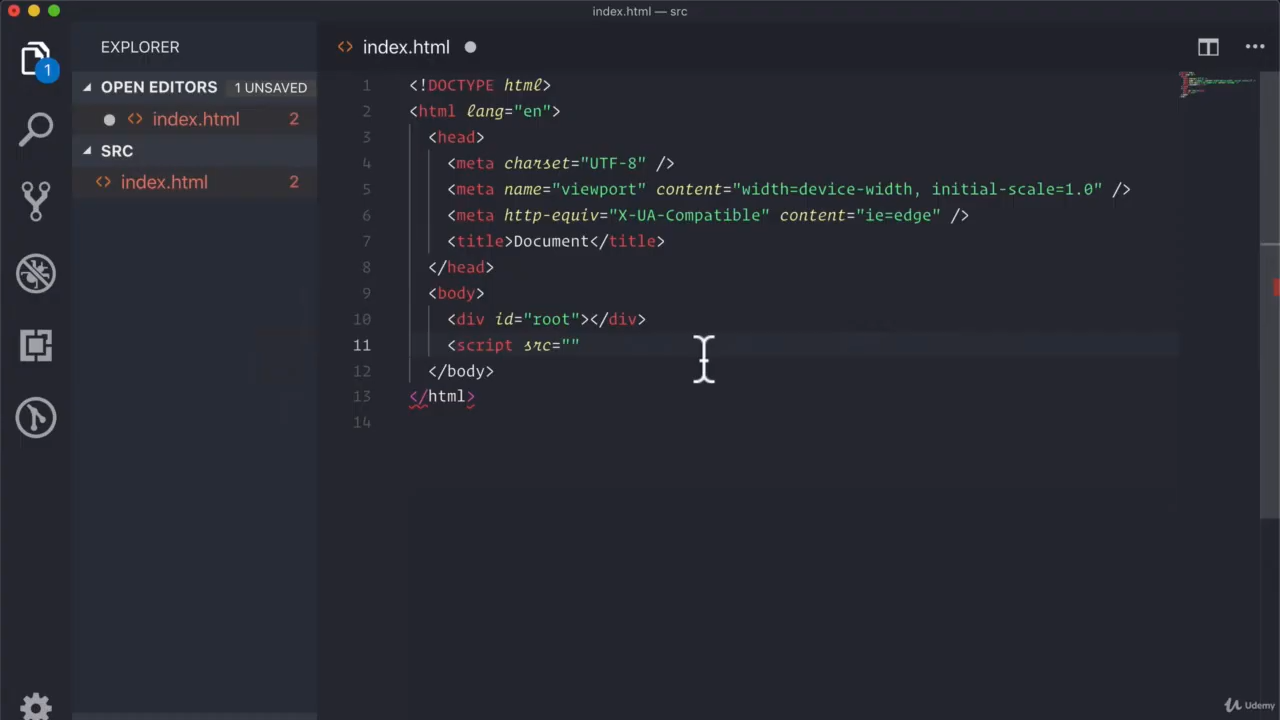 index.html — src
EXPLORER
OPEN EDITORS 1 UNSAVED
index.html 2
SRC
index.html 2
1
index.html
1 <!DOCTYPE html>
2 <html lang="en">
3 <head>
4 <meta charset="UTF-8" />
5 <meta name="viewport" content="width=device-width, initial-scale=1.0" />
6 <meta http-equiv="X-UA-Compatible" content="ie=edge" />
7 <title>Document</title>
8 </head>
9 <body>
10 <div id="root"></div>
11 <script src=""
12 </body>
13 </html>
14
Udemy